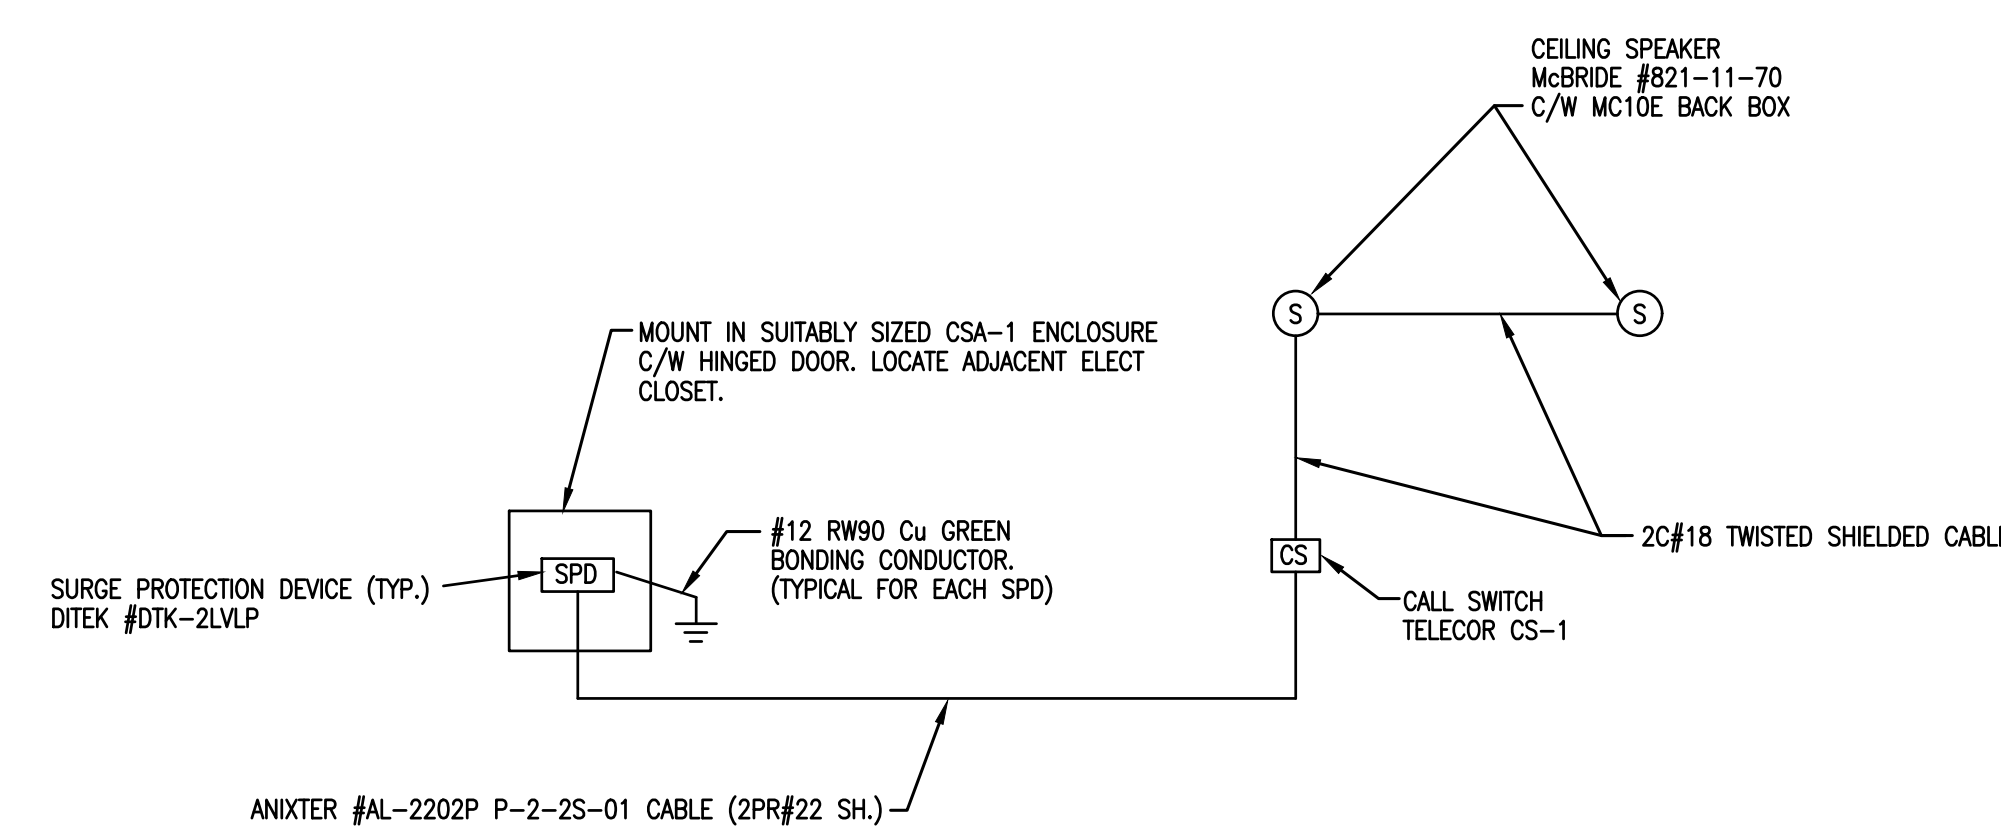 CEILING SPEAKER
McBRIDE #821-11-70
C/W MC10E BACK BOX
S
S
MOUNT IN SUITABLY SIZED CSA-1 ENCLOSURE
C/W HINGED DOOR. LOCATE ADJACENT ELECT
CLOSET.
#12 RW90 Cu GREEN
BONDING CONDUCTOR.
(TYPICAL FOR EACH SPD)
SPD
SURGE PROTECTION DEVICE (TYP.)
DITEK #DTK-2LVLP
2C#18 TWISTED SHIELDED CABLE
CS
CALL SWITCH
TELECOR CS-1
ANIXTER #AL-2202P P-2-2S-01 CABLE (2PR#22 SH.)